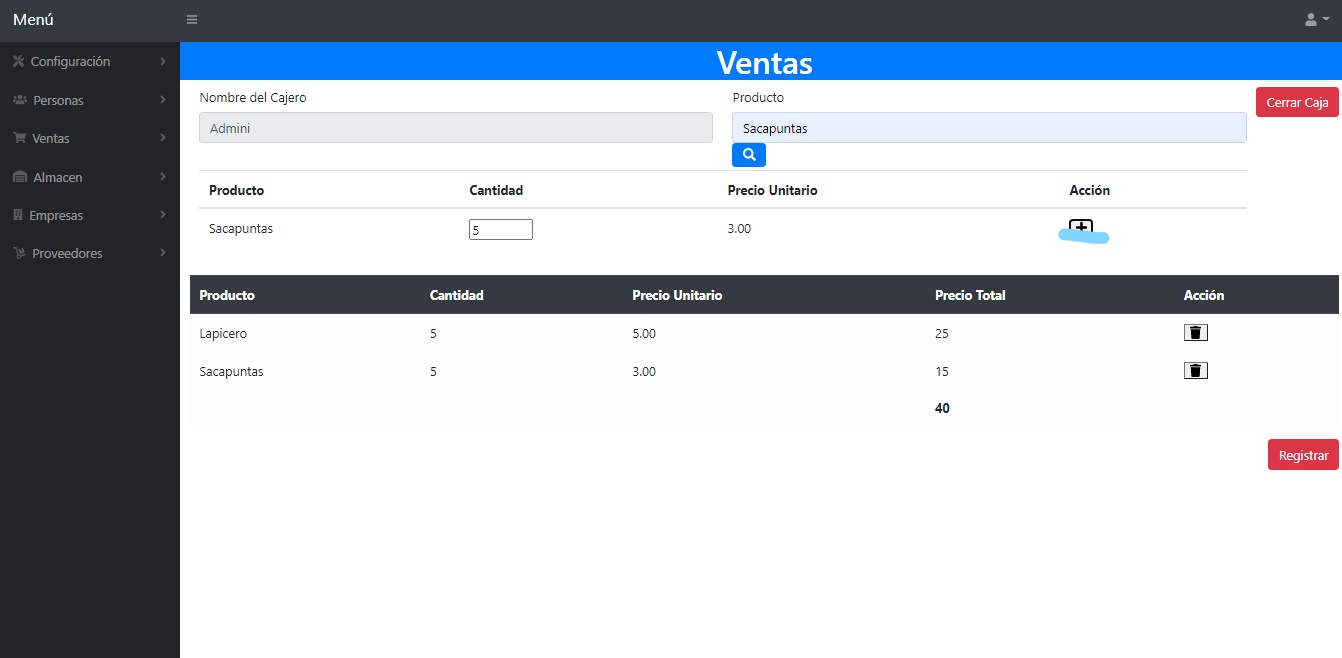 Menú
Configuración
Personas
Ventas
Almacen
Empresas
Proveedores
Ventas
Nombre del Cajero
Admini
Producto
Sacapuntas
Cerrar Caja
Producto Cantidad Precio Unitario Acción
Sacapuntas 5 3.00
Producto Cantidad Precio Unitario Precio Total Acción
Lapicero 5 5.00 25
Sacapuntas 5 3.00 15
40
Registrar